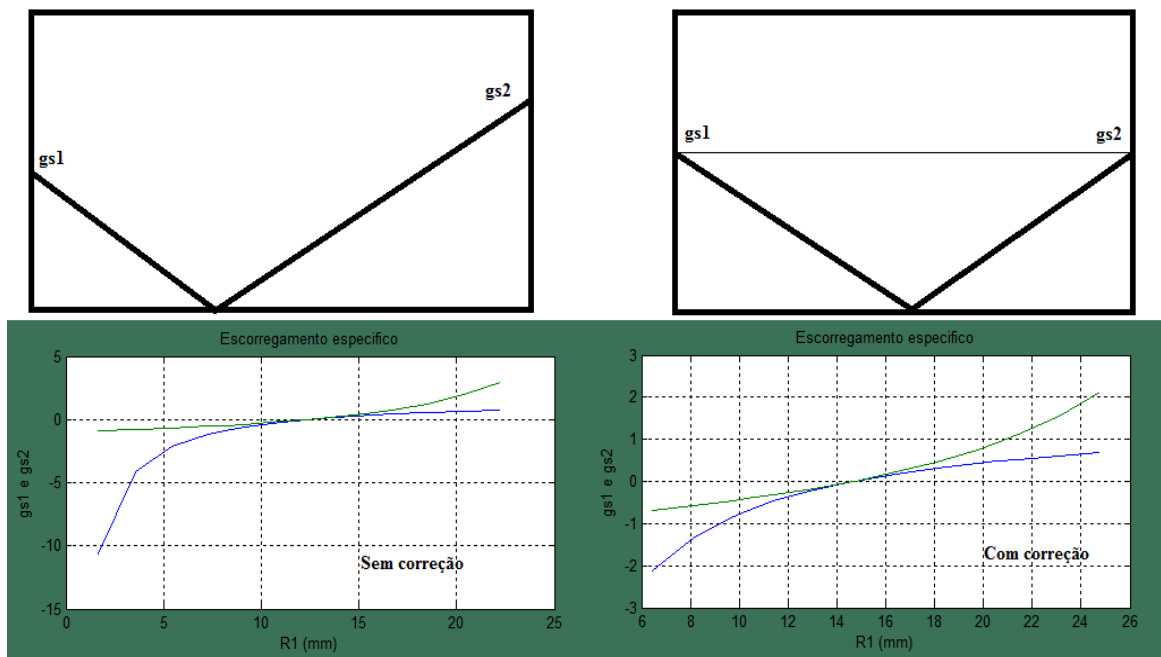 gs2
gs1
gs1
gs2
Escorregamento especifico
5
0
-5
-10
-15
gs1 e gs2
Sem correção
0 5 10 15 20 25
R1 (mm)
Escorregamento especifico
3
2
1
0
-1
-2
-3
gs1 e gs2
Com correção
6 8 10 12 14 16 18 20 22 24 26
R1 (mm)